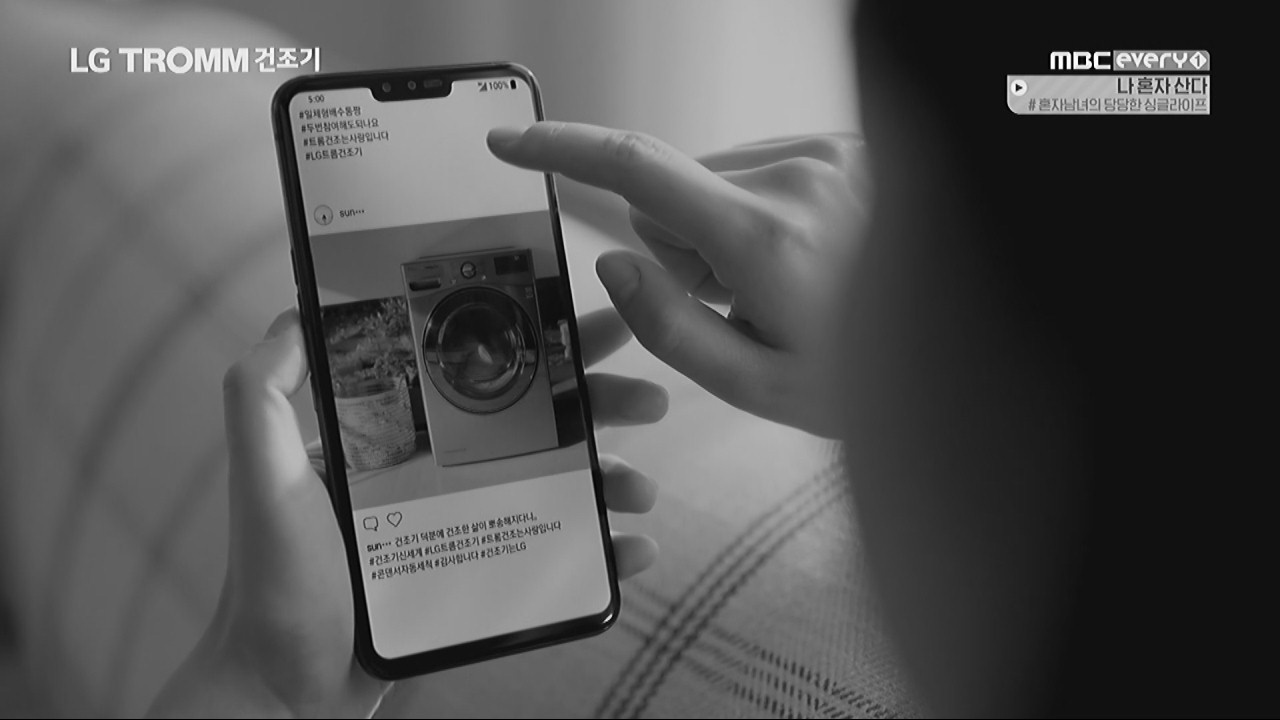 LG TROMM 건조기
MBC every1
나 혼자 산다
# 혼자남녀의 당당한 싱글라이프
5:00
100%
#일체형배수통짱
#두번참여해도되나요
#트롬건조는사랑입니다
#LG트롬건조기
sun···
sun··· 건조기 덕분에 건조한 삶이 뽀송해지다니..
#건조기신세계 #LG트롬건조기 #트롬건조는사랑입니다
#콘덴서자동세척 #감사합니다 #건조기는LG